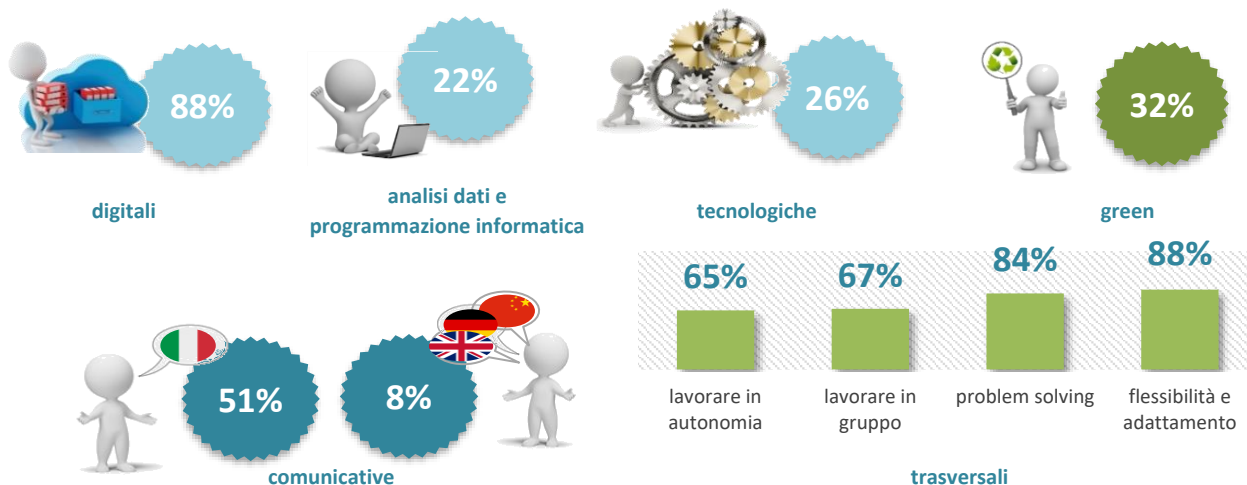 88%
22%
26%
32%
digitali
analisi dati e
programmazione informatica
tecnologiche
green
51%
8%
comunicative
65%
67%
84%
88%
lavorare in
autonomia
lavorare in
gruppo
problem solving
flessibilità e
adattamento
trasversali